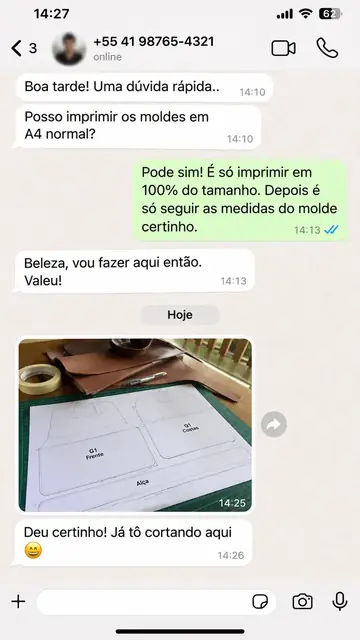 14:27
62
3
+55 41 98765-4321
online
Boa tarde! Uma dúvida rápida..
14:10
Posso imprimir os moldes em
A4 normal?
14:10
Pode sim! É só imprimir em
100% do tamanho. Depois é
só seguir as medidas do molde
certinho.
14:13
Beleza, vou fazer aqui então.
Valeu!
14:13
Hoje
G1
Frente
G1
Costas
Alça
14:25
Deu certinho! Já tô cortando aqui
😄
14:26